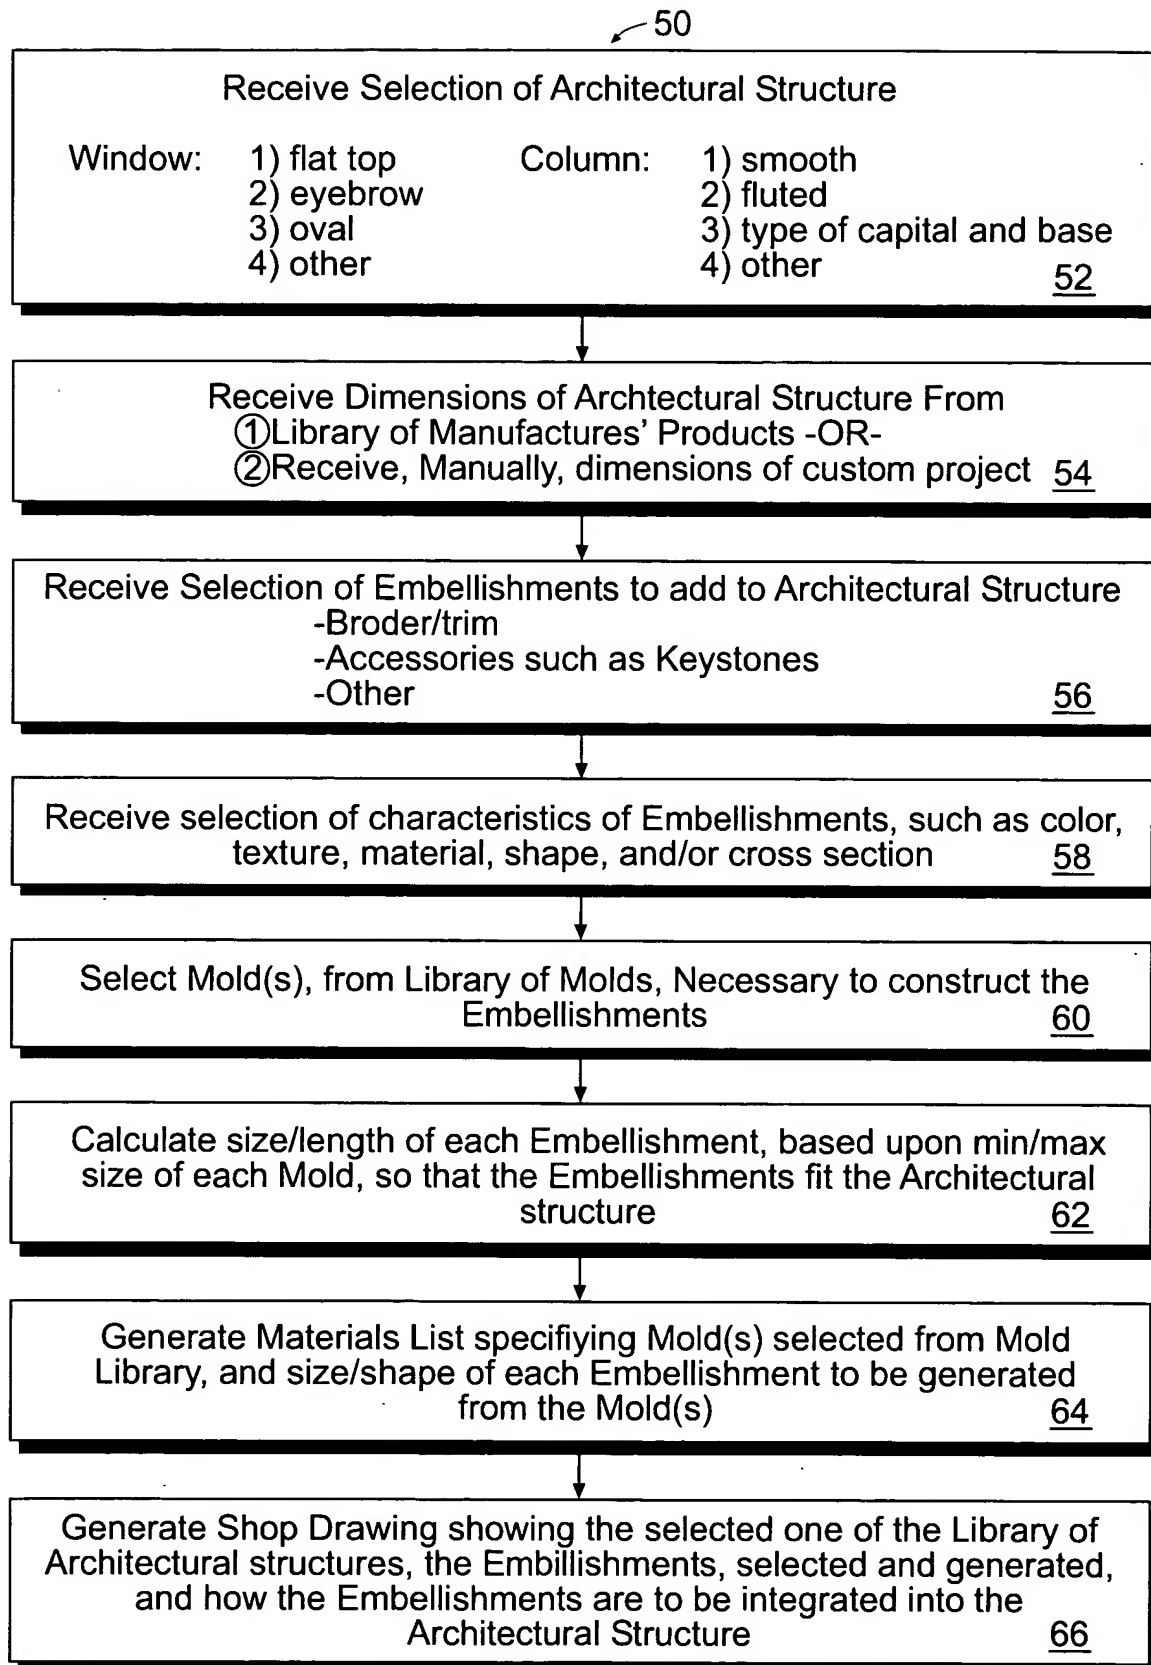 50
Receive Selection of Architectural Structure
Window: 1) flat top Column: 1) smooth
2) eyebrow 2) fluted
3) oval 3) type of capital and base
4) other 4) other 52
Receive Dimensions of Archtectural Structure From
①Library of Manufactures' Products -OR-
②Receive, Manually, dimensions of custom project 54
Receive Selection of Embellishments to add to Architectural Structure
-Broder/trim
-Accessories such as Keystones
-Other 56
Receive selection of characteristics of Embellishments, such as color,
texture, material, shape, and/or cross section 58
Select Mold(s), from Library of Molds, Necessary to construct the
Embellishments 60
Calculate size/length of each Embellishment, based upon min/max
size of each Mold, so that the Embellishments fit the Architectural
structure 62
Generate Materials List specifiying Mold(s) selected from Mold
Library, and size/shape of each Embellishment to be generated
from the Mold(s) 64
Generate Shop Drawing showing the selected one of the Library of
Architectural structures, the Embillishments, selected and generated,
and how the Embellishments are to be integrated into the
Architectural Structure 66